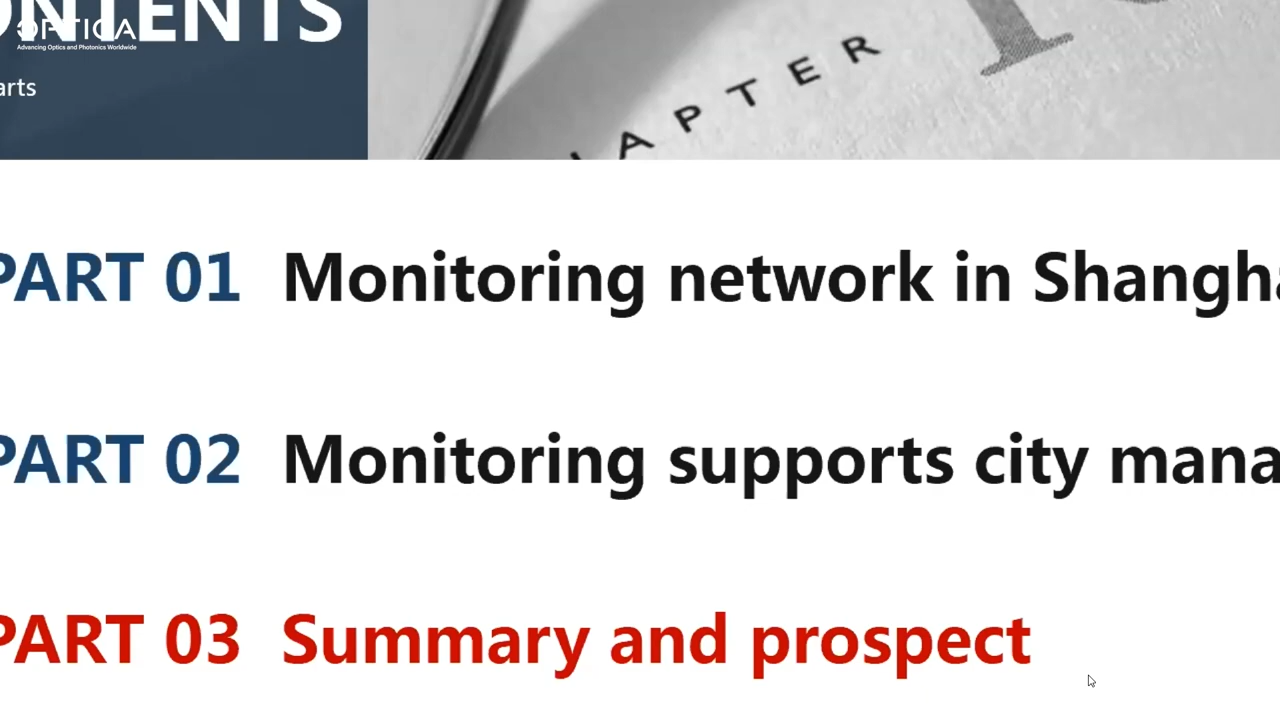 ONTENTS
OPTICA
Advancing Optics and Photonics Worldwide
arts
APTER
PART 01 Monitoring network in Shangha
PART 02 Monitoring supports city mana
PART 03 Summary and prospect